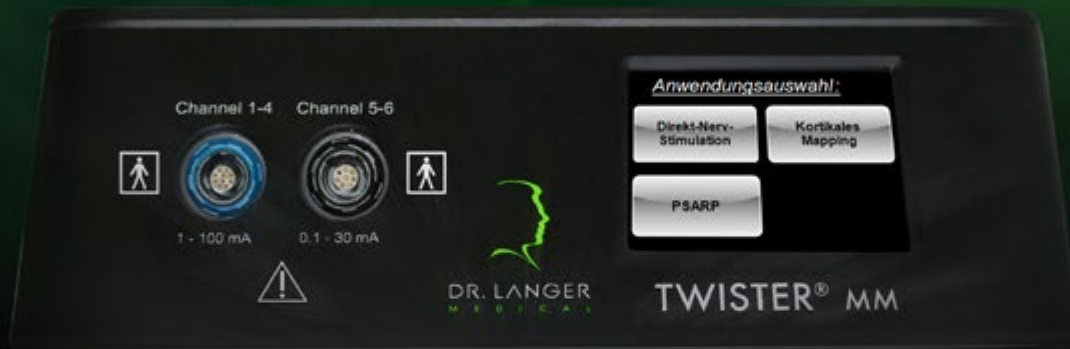 Channel 1-4 Channel 5-6
1 - 100 mA 0.1 - 30 mA
DR. LANGER
MEDICAL
Anwendungsauswahl:
Direkt-Nerv-
Stimulation
Kortikales
Mapping
PSARP
TWISTER® MM